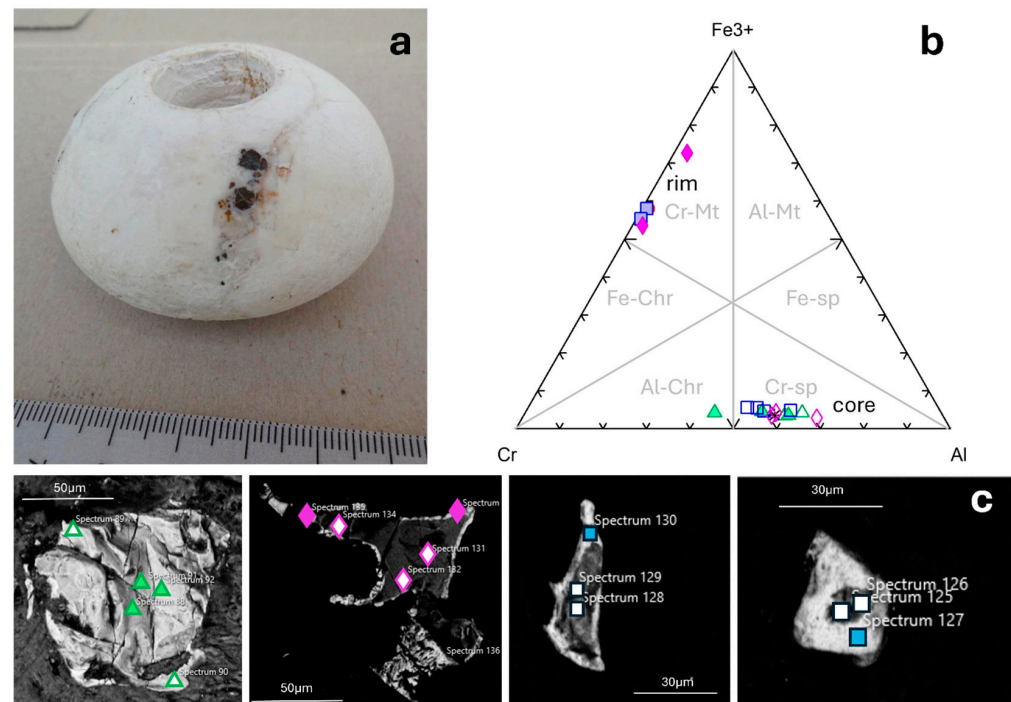 a
b
Fe3+
rim
Cr-Mt
Al-Mt
Fe-Chr
Fe-sp
Al-Chr
Cr-sp
core
Cr
Al
c
50µm
Spectrum 89
Spectrum 91
Spectrum 92
Spectrum 88
Spectrum 90
Spectrum
Spectrum 134
Spectrum
Spectrum 131
Spectrum 132
Spectrum 136
50µm
Spectrum 130
Spectrum 129
Spectrum 128
30µm
30µm
Spectrum 126
Spectrum 125
Spectrum 127